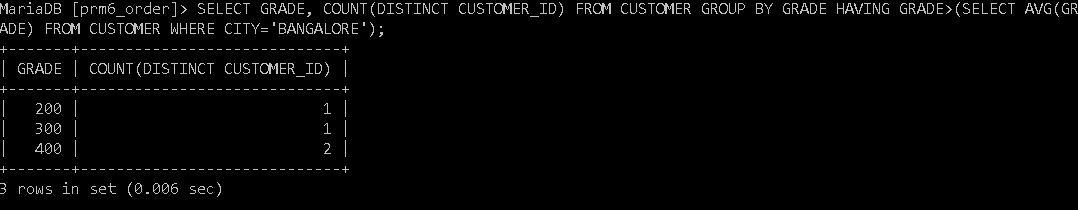 MariaDB [prm6_order]> SELECT GRADE, COUNT(DISTINCT CUSTOMER_ID) FROM CUSTOMER GROUP BY GRADE HAVING GRADE>(SELECT AVG(GR
ADE) FROM CUSTOMER WHERE CITY='BANGALORE');
+-------+-----------------------------+
| GRADE | COUNT(DISTINCT CUSTOMER_ID) |
+-------+-----------------------------+
|   200 |                           1 |
|   300 |                           1 |
|   400 |                           2 |
+-------+-----------------------------+
3 rows in set (0.006 sec)